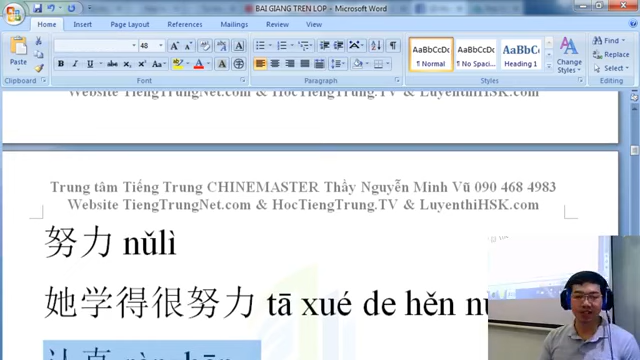 BAI GIANG TREN LOP - Microsoft Word
Home Insert Page Layout References Mailings Review View
Paste
48
AaBbCcDc AaBbCcDc AaBbC
¶ Normal ¶ No Spaci... Heading 1
Change Styles
Find
Replace
Select
Clipboard Font Paragraph Styles Editing
Website TiengTrungNet.com & HocTiengTrung.TV & LuyenthiHSK.com
Trung tâm Tiếng Trung CHINEMASTER Thầy Nguyễn Minh Vũ 090 468 4983
Website TiengTrungNet.com & HocTiengTrung.TV & LuyenthiHSK.com
努力 nǔlì
她学得很努力 tā xué de hěn